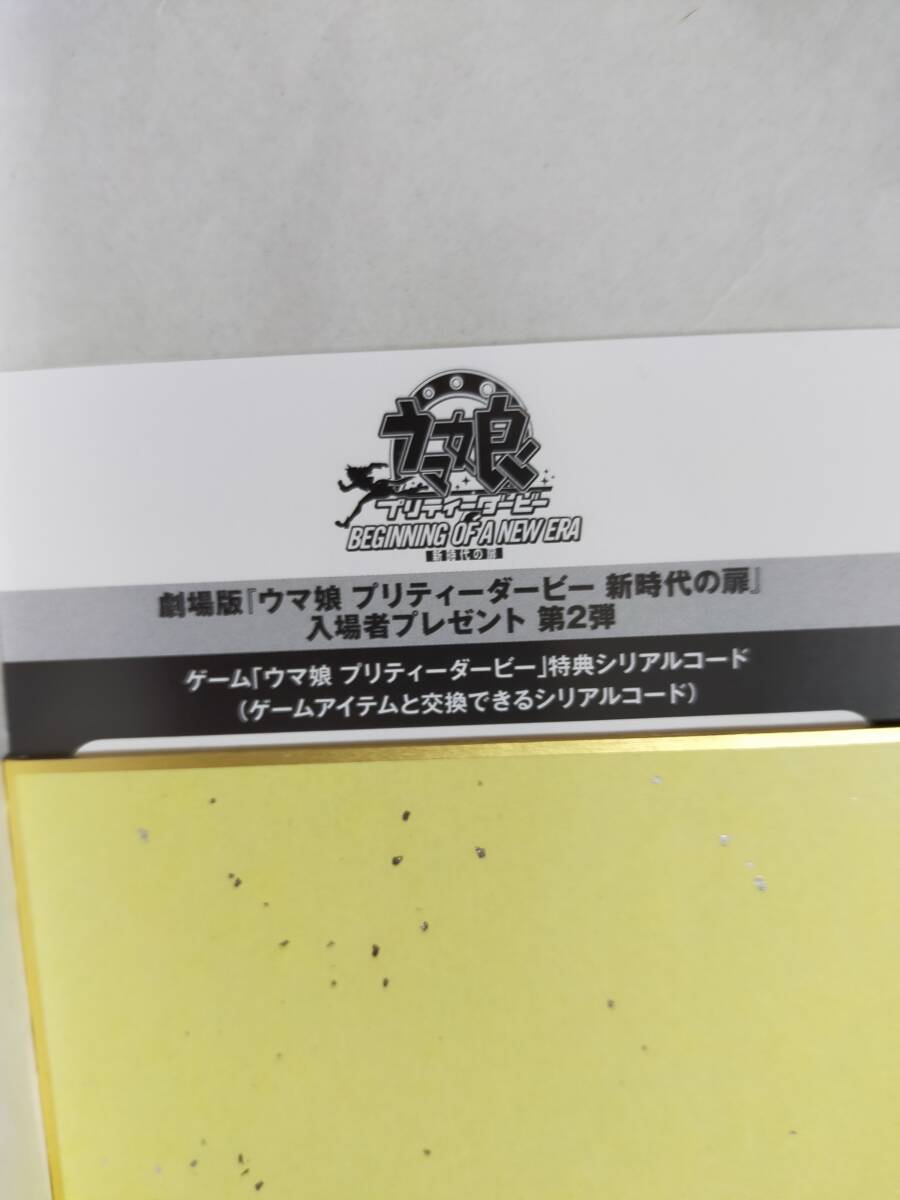 ウマ娘
プリティーダービー
BEGINNING OF A NEW ERA
新時代の扉
劇場版『ウマ娘 プリティーダービー 新時代の扉』
入場者プレゼント 第2弾
ゲーム「ウマ娘 プリティーダービー」特典シリアルコード
（ゲームアイテムと交換できるシリアルコード）